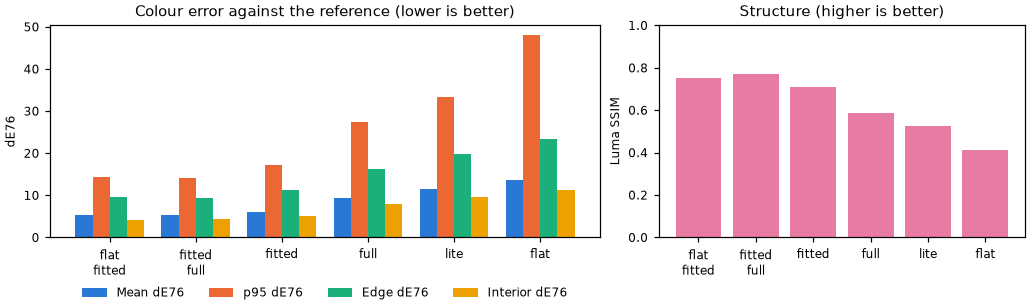 Colour error against the reference (lower is better)
dE76
50
40
30
20
10
0
flat fitted
fitted full
fitted
full
lite
flat
Mean dE76
p95 dE76
Edge dE76
Interior dE76
Structure (higher is better)
Luma SSIM
1.0
0.8
0.6
0.4
0.2
0.0
flat fitted
fitted full
fitted
full
lite
flat